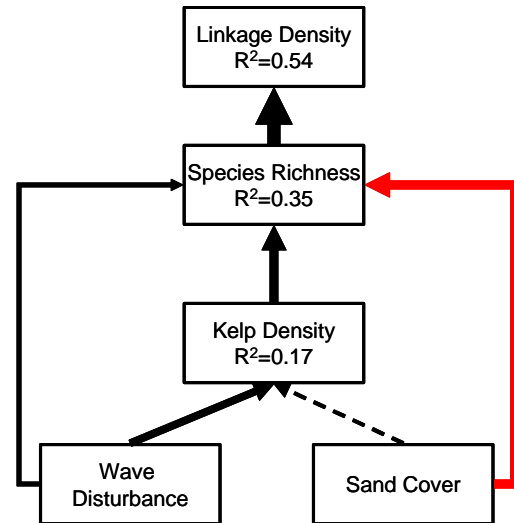 Linkage Density
R²=0.54
Species Richness
R²=0.35
Kelp Density
R²=0.17
Wave
Disturbance
Sand Cover